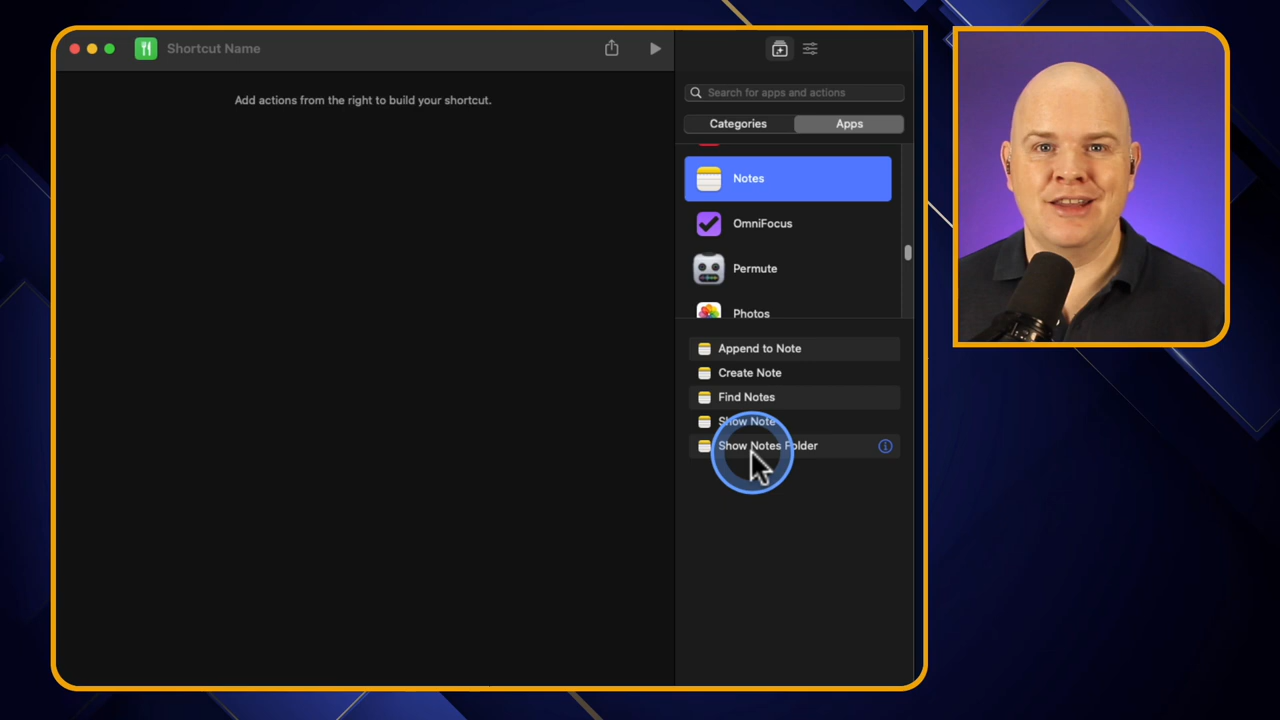 Shortcut Name
Add actions from the right to build your shortcut.
Search for apps and actions
Categories
Apps
Notes
OmniFocus
Permute
Photos
Append to Note
Create Note
Find Notes
Show Note
Show Notes Folder